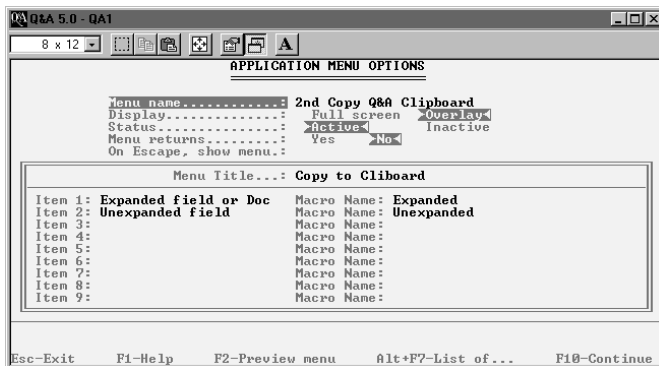 Q&A 5.0 - QA1
8 x 12
A
APPLICATION MENU OPTIONS
Menu name............: 2nd Copy Q&A Clipboard
Display..............: Full screen ►Overlay◄
Status...............: ►Active◄ Inactive
Menu returns.........: Yes ►No◄
On Escape, show menu.:
Menu Title...: Copy to Cliboard
Item 1: Expanded field or Doc Macro Name: Expanded
Item 2: Unexpanded field Macro Name: Unexpanded
Item 3: Macro Name:
Item 4: Macro Name:
Item 5: Macro Name:
Item 6: Macro Name:
Item 7: Macro Name:
Item 8: Macro Name:
Item 9: Macro Name:
Esc-Exit F1-Help F2-Preview menu Alt+F7-List of... F10-Continue